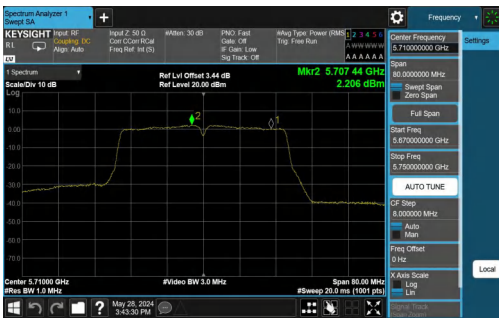 Spectrum Analyzer 1
Swept SA
Frequency
KEYSIGHT
Input: RF
Coupling: DC
Align: Auto
Input Z: 50 Ω
Corr CCorr RCal
Freq Ref: Int (S)
#Atten: 30 dB
PNO: Fast
Gate: Off
IF Gain: Low
Sig Track: Off
#Avg Type: Power (RMS
Trig: Free Run
1 2 3 4 5 6
A W W W W W
A A A A A A
RL
LXI
1 Spectrum
Scale/Div 10 dB
Log
Ref Lvl Offset 3.44 dB
Ref Level 20.00 dBm
Mkr2 5.707 44 GHz
2.206 dBm
2
1
10.0
0.00
-10.0
-20.0
-30.0
-40.0
-50.0
-60.0
-70.0
Center 5.71000 GHz
#Res BW 1.0 MHz
#Video BW 3.0 MHz
Span 80.00 MHz
#Sweep 20.0 ms (1001 pts)
Center Frequency
5.710000000 GHz
Settings
Span
80.0000000 MHz
Swept Span
Zero Span
Full Span
Start Freq
5.670000000 GHz
Stop Freq
5.750000000 GHz
AUTO TUNE
CF Step
8.000000 MHz
Auto
Man
Freq Offset
0 Hz
X Axis Scale
Log
Lin
Signal Track
Local
May 28, 2024
3:43:30 PM